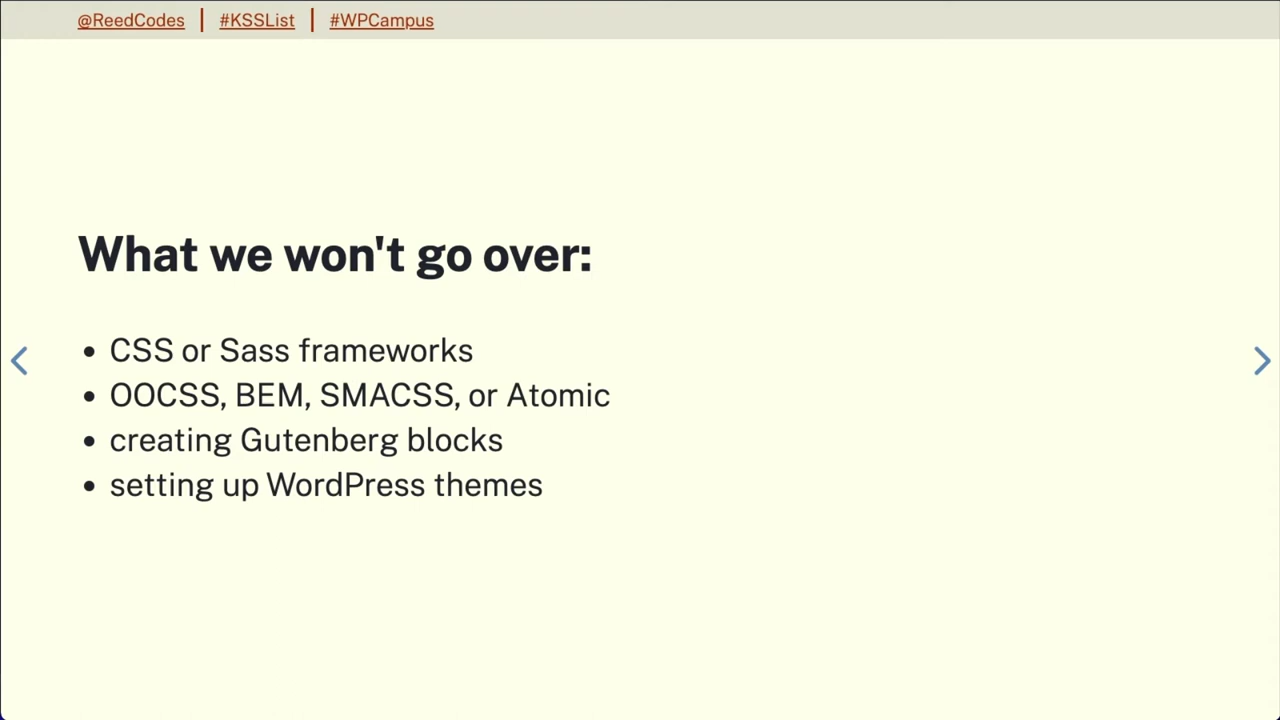 @ReedCodes | #KSSList | #WPCampus
What we won't go over:
• CSS or Sass frameworks
• OOCSS, BEM, SMACSS, or Atomic
• creating Gutenberg blocks
• setting up WordPress themes